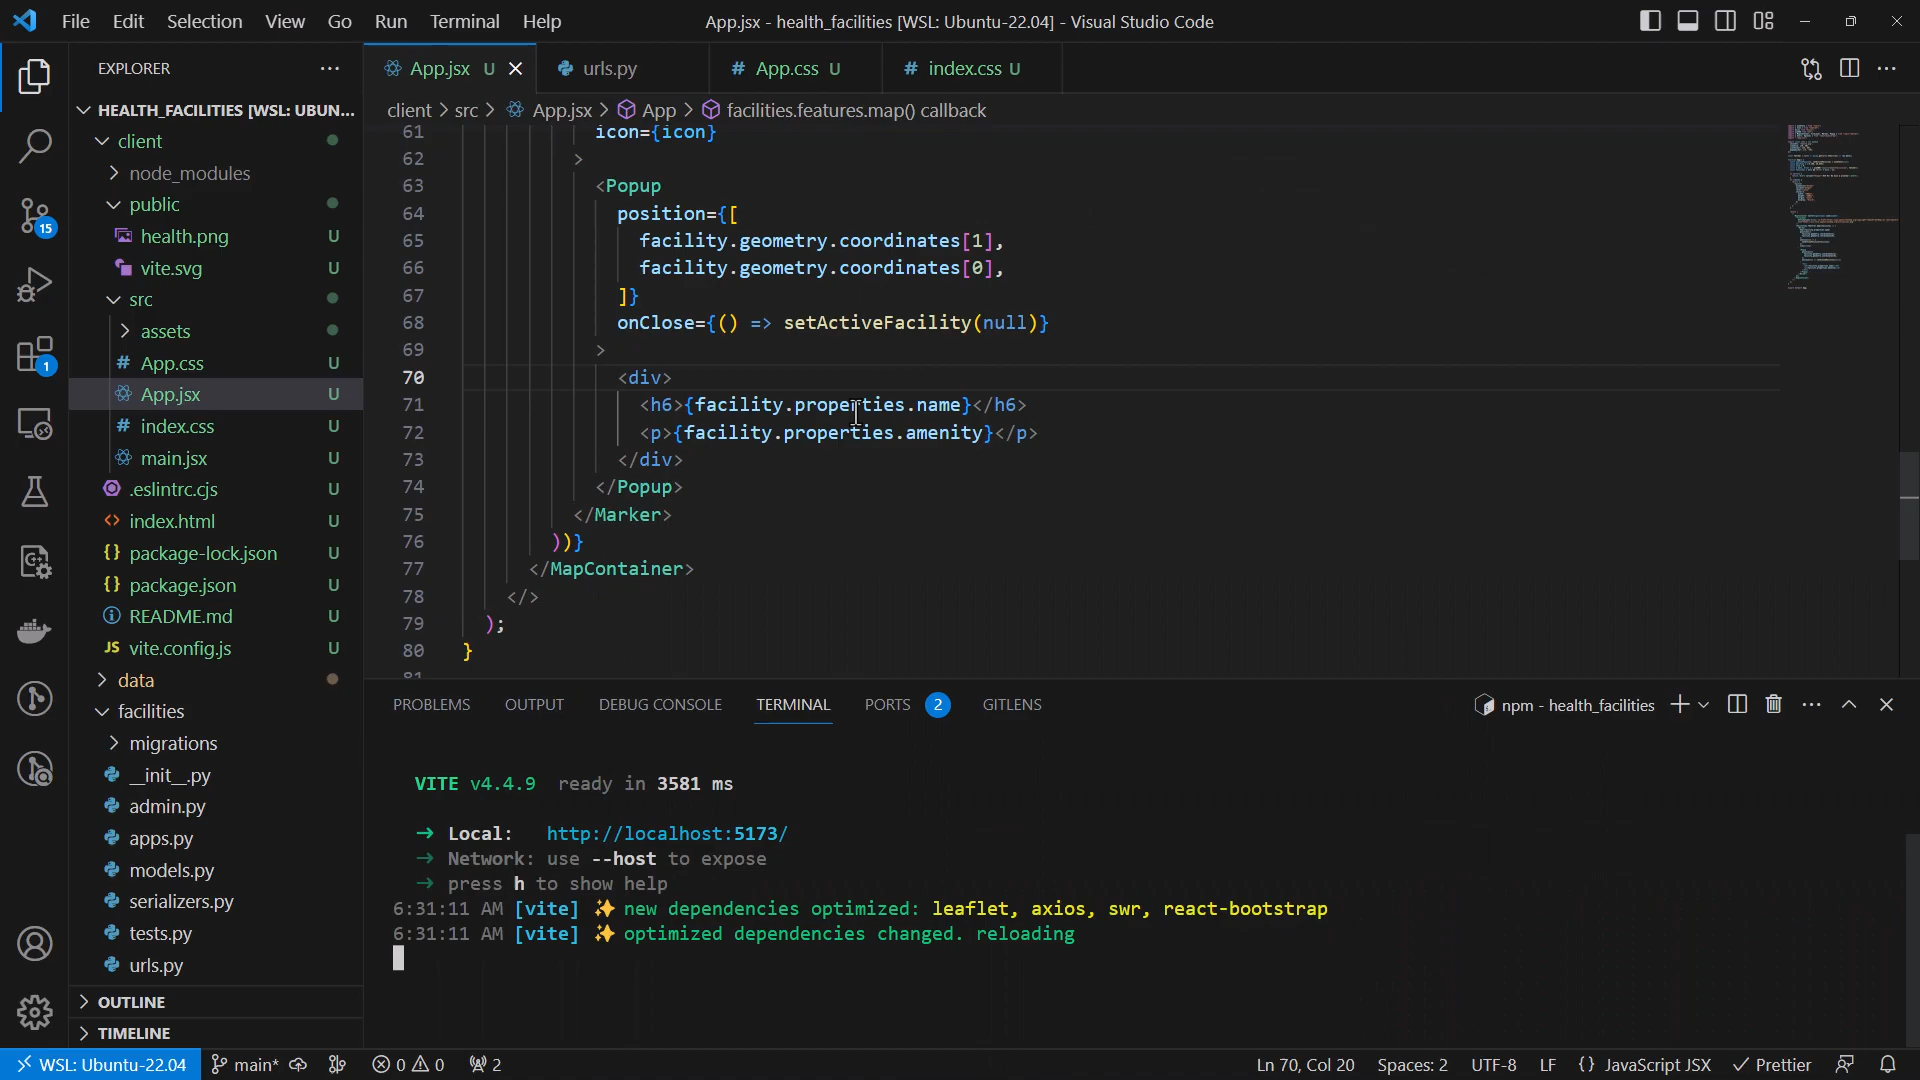 File Edit Selection View Go Run Terminal Help
App.jsx - health_facilities [WSL: Ubuntu-22.04] - Visual Studio Code
EXPLORER
HEALTH_FACILITIES [WSL: UBUN...
client
node_modules
public
health.png U
vite.svg U
src
assets
App.css U
App.jsx U
index.css U
main.jsx U
.eslintrc.cjs U
index.html U
package-lock.json U
package.json U
README.md U
vite.config.js U
data
facilities
migrations
__init__.py
admin.py
apps.py
models.py
serializers.py
tests.py
urls.py
OUTLINE
TIMELINE
15
1
App.jsx U
urls.py
App.css U
index.css U
client > src > App.jsx > App > facilities.features.map() callback
61 icon={icon}
62 >
63 <Popup
64 position={[
65 facility.geometry.coordinates[1],
66 facility.geometry.coordinates[0],
67 ]}
68 onClose={() => setActiveFacility(null)}
69 >
70 <div>
71 <h6>{facility.properties.name}</h6>
72 <p>{facility.properties.amenity}</p>
73 </div>
74 </Popup>
75 </Marker>
76 ))}
77 </MapContainer>
78 </>
79 );
80 }
PROBLEMS OUTPUT DEBUG CONSOLE TERMINAL PORTS 2 GITLENS
npm - health_facilities
VITE v4.4.9 ready in 3581 ms
➜ Local: http://localhost:5173/
➜ Network: use --host to expose
➜ press h to show help
6:31:11 AM [vite] ✨ new dependencies optimized: leaflet, axios, swr, react-bootstrap
6:31:11 AM [vite] ✨ optimized dependencies changed. reloading
WSL: Ubuntu-22.04 main* 0 0 2
Ln 70, Col 20 Spaces: 2 UTF-8 LF {} JavaScript JSX Prettier